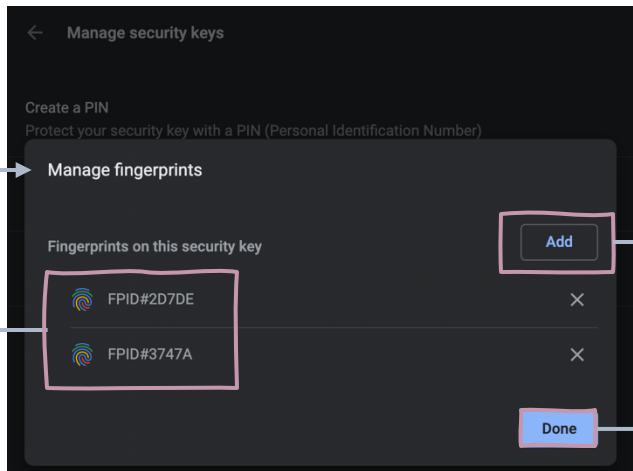 Manage security keys
Create a PIN
Protect your security key with a PIN (Personal Identification Number)
Manage fingerprints
Fingerprints on this security key
Add
FPID#2D7DE
FPID#3747A
Done